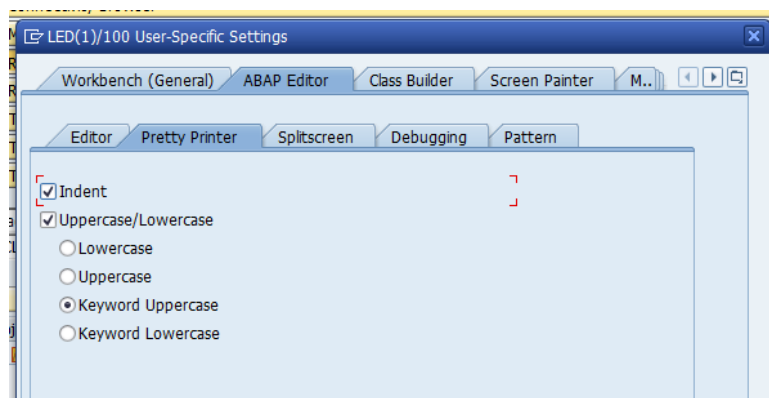 LED(1)/100 User-Specific Settings
Workbench (General) ABAP Editor Class Builder Screen Painter M..
Editor Pretty Printer Splitscreen Debugging Pattern
Indent
Uppercase/Lowercase
Lowercase
Uppercase
Keyword Uppercase
Keyword Lowercase